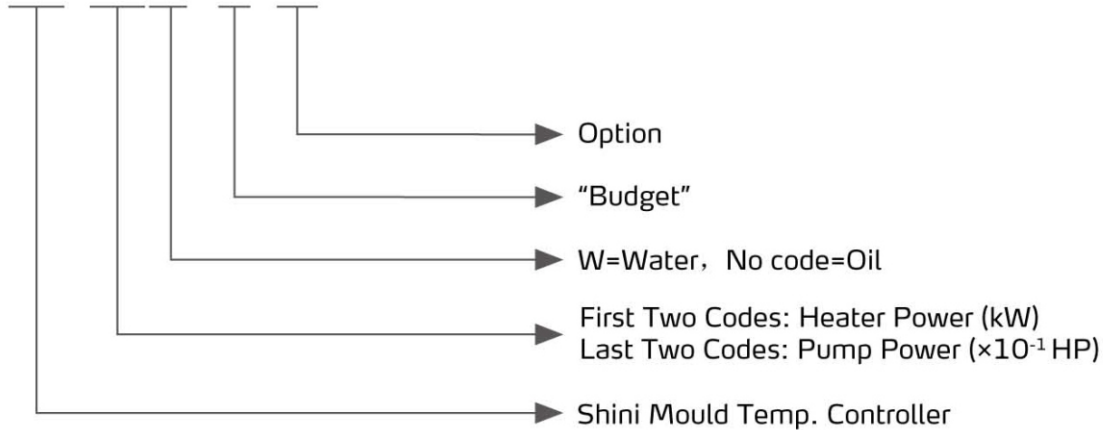 Option
“Budget”
W=Water, No code=Oil
First Two Codes: Heater Power (kW)
Last Two Codes: Pump Power (×10⁻¹ HP)
Shini Mould Temp. Controller